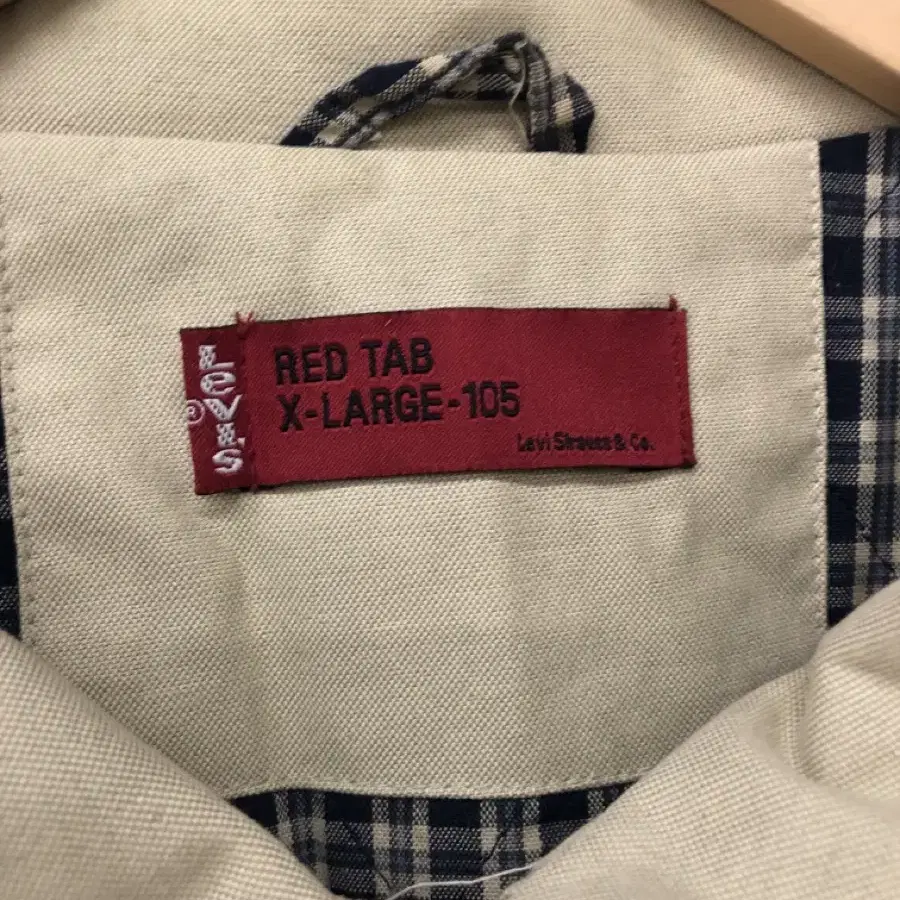 LEVI'S
®
RED TAB
X-LARGE-105
Levi Strauss & Co.